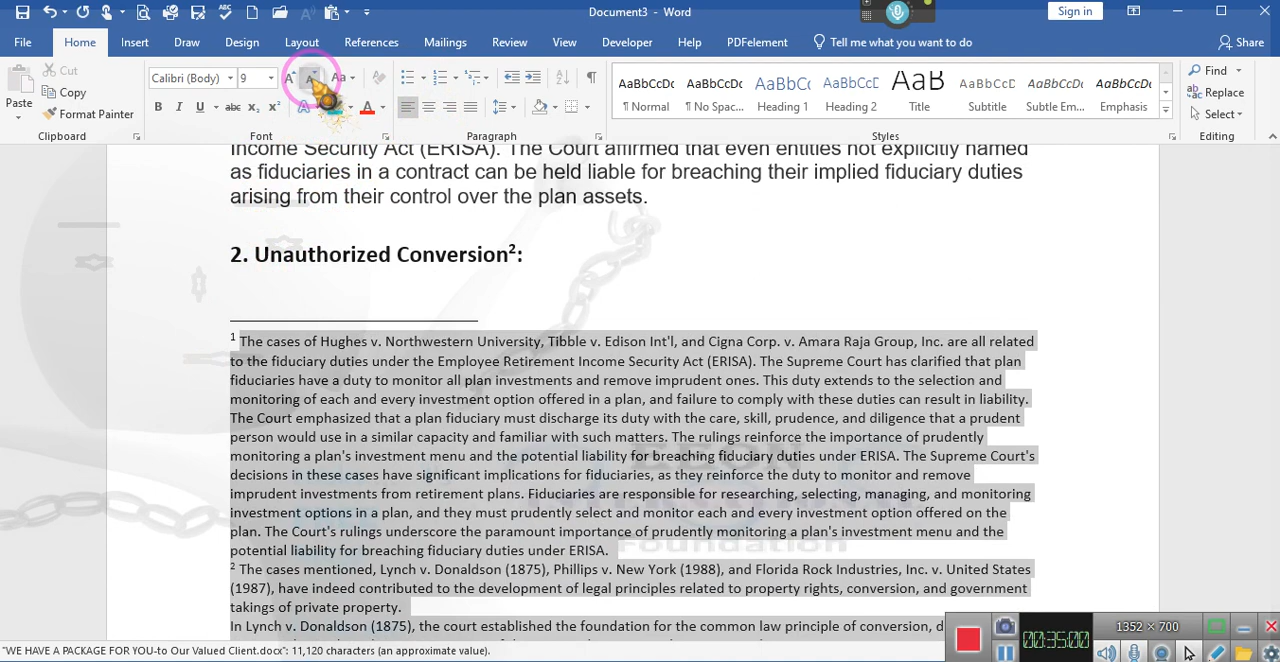 Document3 - Word
Sign in
File Home Insert Draw Design Layout References Mailings Review View Developer Help PDFelement Tell me what you want to do
Share
Paste
Cut
Copy
Format Painter
Clipboard
Calibri (Body) 9
Aa
B I U abc X₂ X² A A
Font
Paragraph
AaBbCcDc AaBbCcDc AaBbCcD AaBbCcD AaB AaBbCcD AaBbCcDc AaBbCcDc
¶ Normal ¶ No Spac... Heading 1 Heading 2 Title Subtitle Subtle Em... Emphasis
Styles
Find
Replace
Select
Editing
Income Security Act (ERISA). The Court affirmed that even entities not explicitly named
as fiduciaries in a contract can be held liable for breaching their implied fiduciary duties
arising from their control over the plan assets.
2. Unauthorized Conversion²:
1 The cases of Hughes v. Northwestern University, Tibble v. Edison Int'l, and Cigna Corp. v. Amara Raja Group, Inc. are all related
to the fiduciary duties under the Employee Retirement Income Security Act (ERISA). The Supreme Court has clarified that plan
fiduciaries have a duty to monitor all plan investments and remove imprudent ones. This duty extends to the selection and
monitoring of each and every investment option offered in a plan, and failure to comply with these duties can result in liability.
The Court emphasized that a plan fiduciary must discharge its duty with the care, skill, prudence, and diligence that a prudent
person would use in a similar capacity and familiar with such matters. The rulings reinforce the importance of prudently
monitoring a plan's investment menu and the potential liability for breaching fiduciary duties under ERISA. The Supreme Court's
decisions in these cases have significant implications for fiduciaries, as they reinforce the duty to monitor and remove
imprudent investments from retirement plans. Fiduciaries are responsible for researching, selecting, managing, and monitoring
investment options in a plan, and they must prudently select and monitor each and every investment option offered on the
plan. The Court's rulings underscore the paramount importance of prudently monitoring a plan's investment menu and the
potential liability for breaching fiduciary duties under ERISA.
Foundation
2 The cases mentioned, Lynch v. Donaldson (1875), Phillips v. New York (1988), and Florida Rock Industries, Inc. v. United States
(1987), have indeed contributed to the development of legal principles related to property rights, conversion, and government
takings of private property.
In Lynch v. Donaldson (1875), the court established the foundation for the common law principle of conversion,
"WE HAVE A PACKAGE FOR YOU-to Our Valued Client.docx": 11,120 characters (an approximate value).
00:35:00
1352 × 700